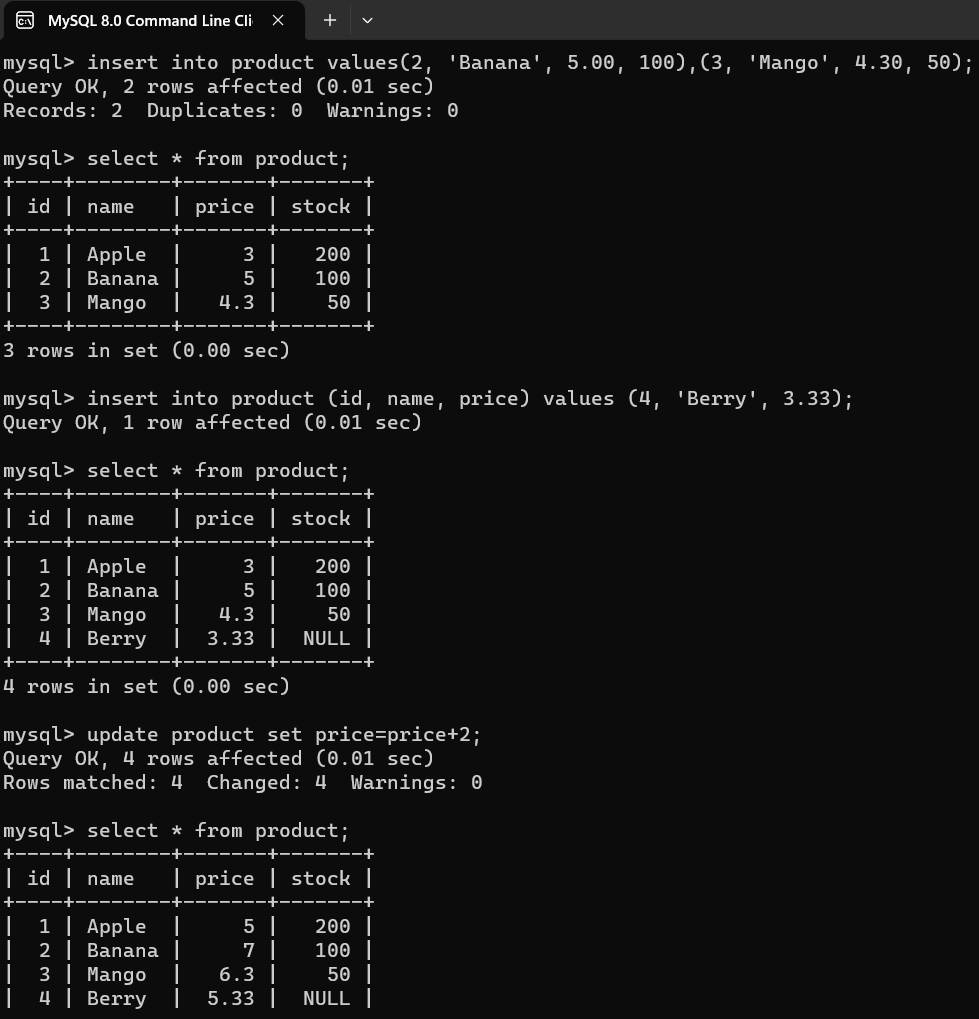 MySQL 8.0 Command Line Cli
mysql> insert into product values(2, 'Banana', 5.00, 100),(3, 'Mango', 4.30, 50);
Query OK, 2 rows affected (0.01 sec)
Records: 2  Duplicates: 0  Warnings: 0
mysql> select * from product;
+----+--------+-------+-------+
| id | name   | price | stock |
+----+--------+-------+-------+
|  1 | Apple  |     3 |   200 |
|  2 | Banana |     5 |   100 |
|  3 | Mango  |   4.3 |    50 |
+----+--------+-------+-------+
3 rows in set (0.00 sec)
mysql> insert into product (id, name, price) values (4, 'Berry', 3.33);
Query OK, 1 row affected (0.01 sec)
mysql> select * from product;
+----+--------+-------+-------+
| id | name   | price | stock |
+----+--------+-------+-------+
|  1 | Apple  |     3 |   200 |
|  2 | Banana |     5 |   100 |
|  3 | Mango  |   4.3 |    50 |
|  4 | Berry  |  3.33 |  NULL |
+----+--------+-------+-------+
4 rows in set (0.00 sec)
mysql> update product set price=price+2;
Query OK, 4 rows affected (0.01 sec)
Rows matched: 4  Changed: 4  Warnings: 0
mysql> select * from product;
+----+--------+-------+-------+
| id | name   | price | stock |
+----+--------+-------+-------+
|  1 | Apple  |     5 |   200 |
|  2 | Banana |     7 |   100 |
|  3 | Mango  |   6.3 |    50 |
|  4 | Berry  |  5.33 |  NULL |